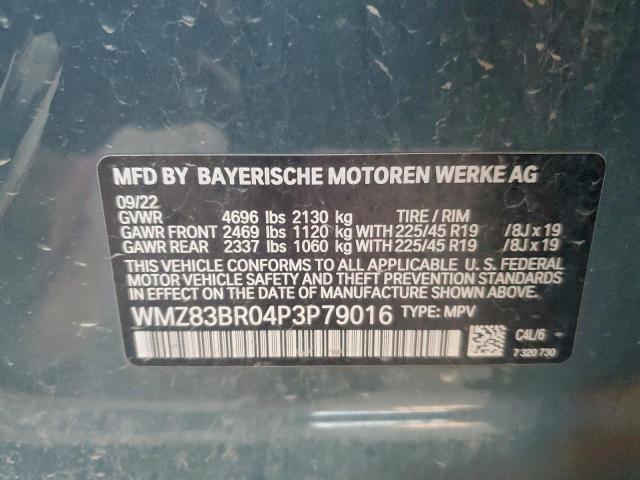 MFD BY BAYERISCHE MOTOREN WERKE AG
09/22
GVWR 4696 lbs 2130 kg TIRE / RIM
GAWR FRONT 2469 lbs 1120 kg WITH 225/45 R19 /8J x 19
GAWR REAR 2337 lbs 1060 kg WITH 225/45 R19 /8J x 19
THIS VEHICLE CONFORMS TO ALL APPLICABLE U.S. FEDERAL
MOTOR VEHICLE SAFETY AND THEFT PREVENTION STANDARDS
IN EFFECT ON THE DATE OF MANUFACTURE SHOWN ABOVE.
WMZ83BR04P3P79016 TYPE: MPV
C4L/6
7 320 730